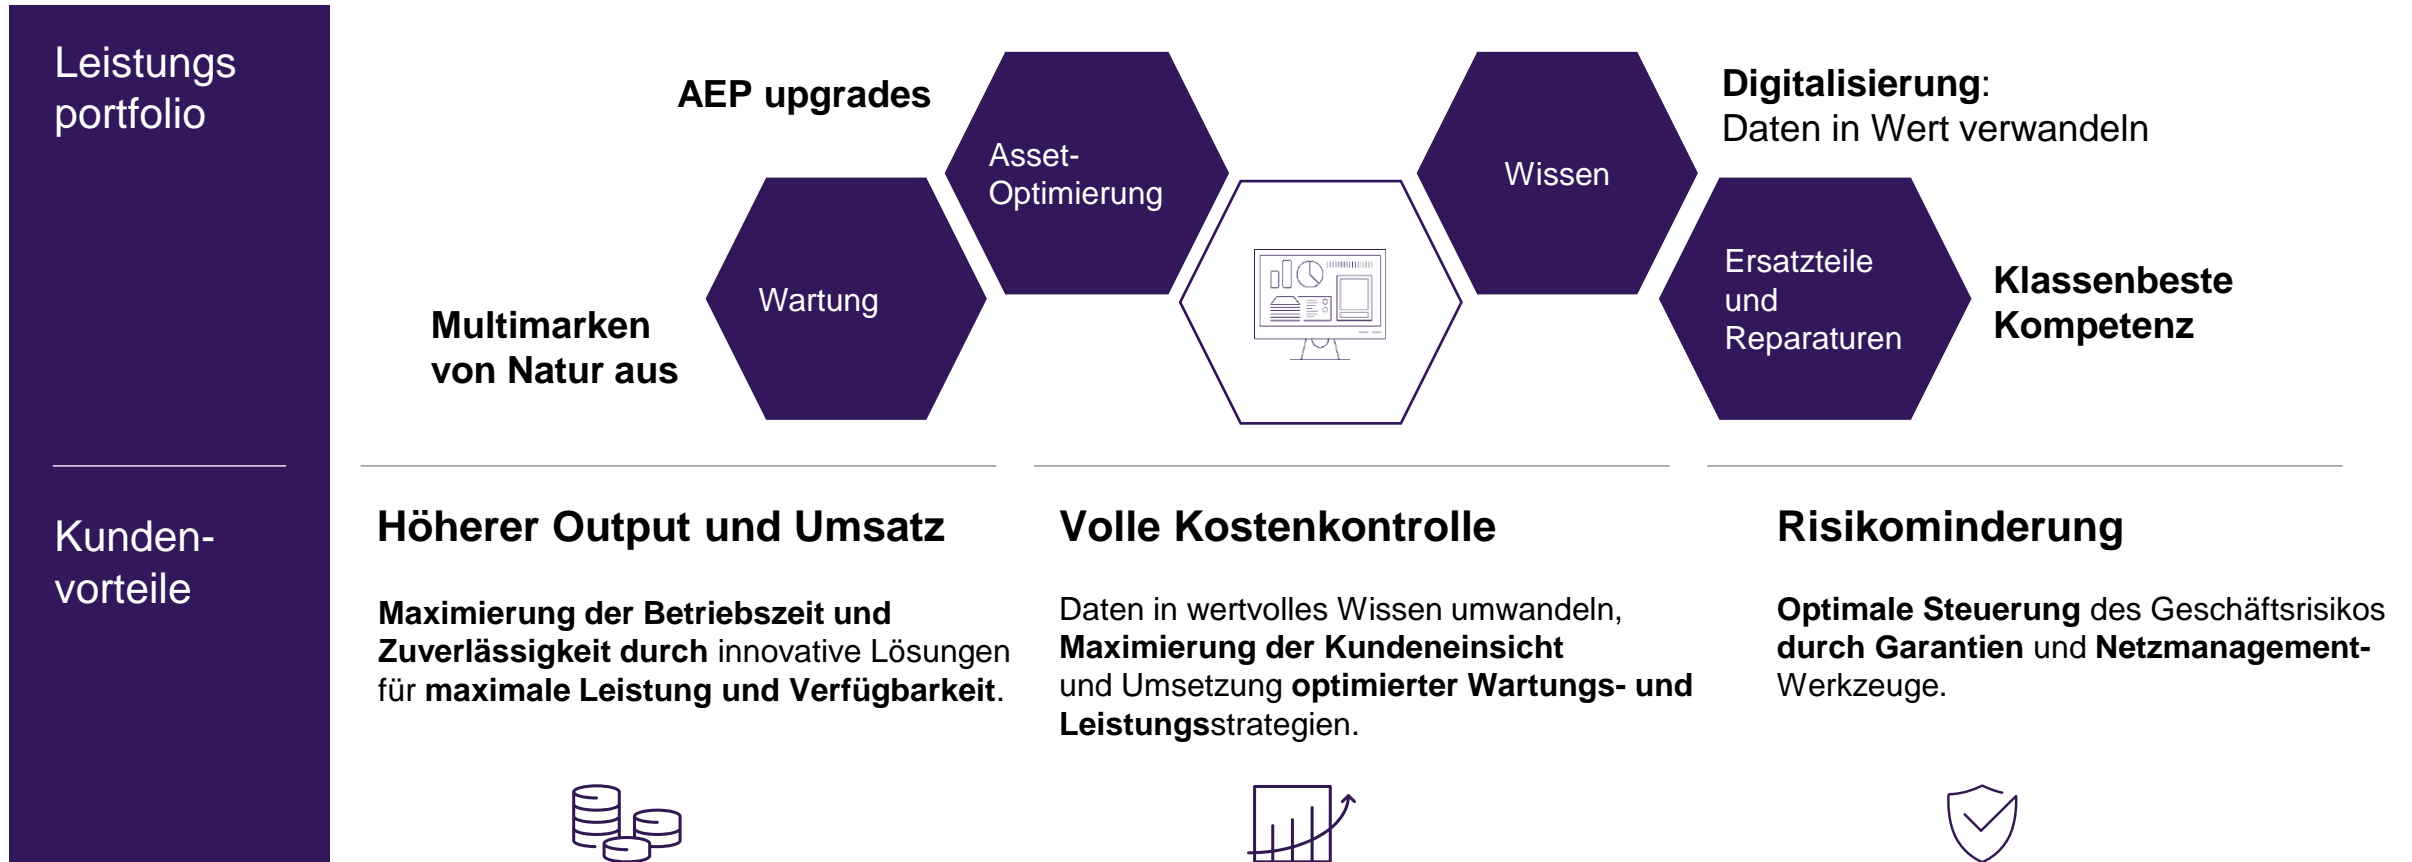 Leistungs
portfolio
AEP upgrades
Asset-
Optimierung
Wissen
Digitalisierung:
Daten in Wert verwandeln
Multimarken
von Natur aus
Wartung
Ersatzteile
und
Reparaturen
Klassenbeste
Kompetenz
Kunden-
vorteile
Höherer Output und Umsatz
Maximierung der Betriebszeit und
Zuverlässigkeit durch innovative Lösungen
für maximale Leistung und Verfügbarkeit.
Volle Kostenkontrolle
Daten in wertvolles Wissen umwandeln,
Maximierung der Kundeneinsicht
und Umsetzung optimierter Wartungs- und
Leistungsstrategien.
Risikominderung
Optimale Steuerung des Geschäftsrisikos
durch Garantien und Netzmanagement-
Werkzeuge.